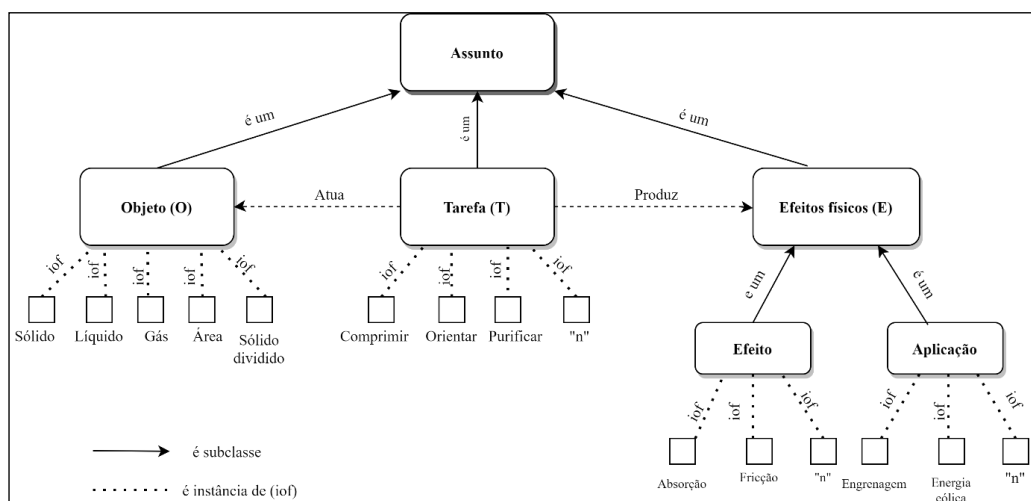 Assunto
é um
é um
é um
Objeto (O)
Atua
Tarefa (T)
Produz
Efeitos físicos (E)
iof
iof
iof
iof
iof
iof
iof
iof
iof
e um
é um
Sólido
Líquido
Gás
Área
Sólido
dividido
Comprimir
Orientar
Purificar
"n"
Efeito
Aplicação
iof
iof
iof
iof
iof
iof
é subclasse
é instância de (iof)
Absorção
Fricção
"n"
Engrenagem
Energia
eólica
"n"